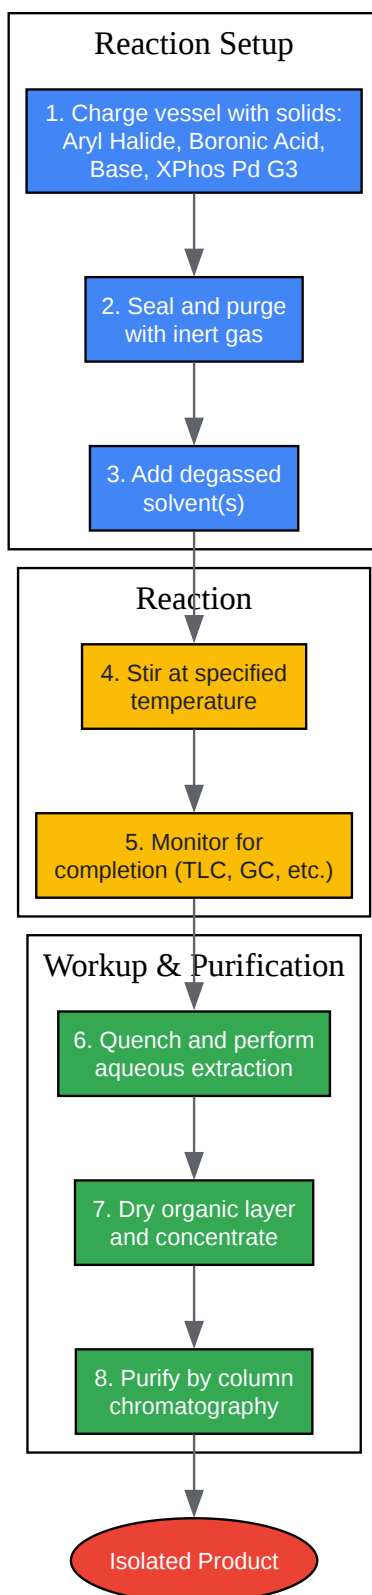 Reaction Setup
1. Charge vessel with solids:
Aryl Halide, Boronic Acid,
Base, XPhos Pd G3
2. Seal and purge
with inert gas
3. Add degassed
solvent(s)
Reaction
4. Stir at specified
temperature
5. Monitor for
completion (TLC, GC, etc.)
Workup & Purification
6. Quench and perform
aqueous extraction
7. Dry organic layer
and concentrate
8. Purify by column
chromatography
Isolated Product